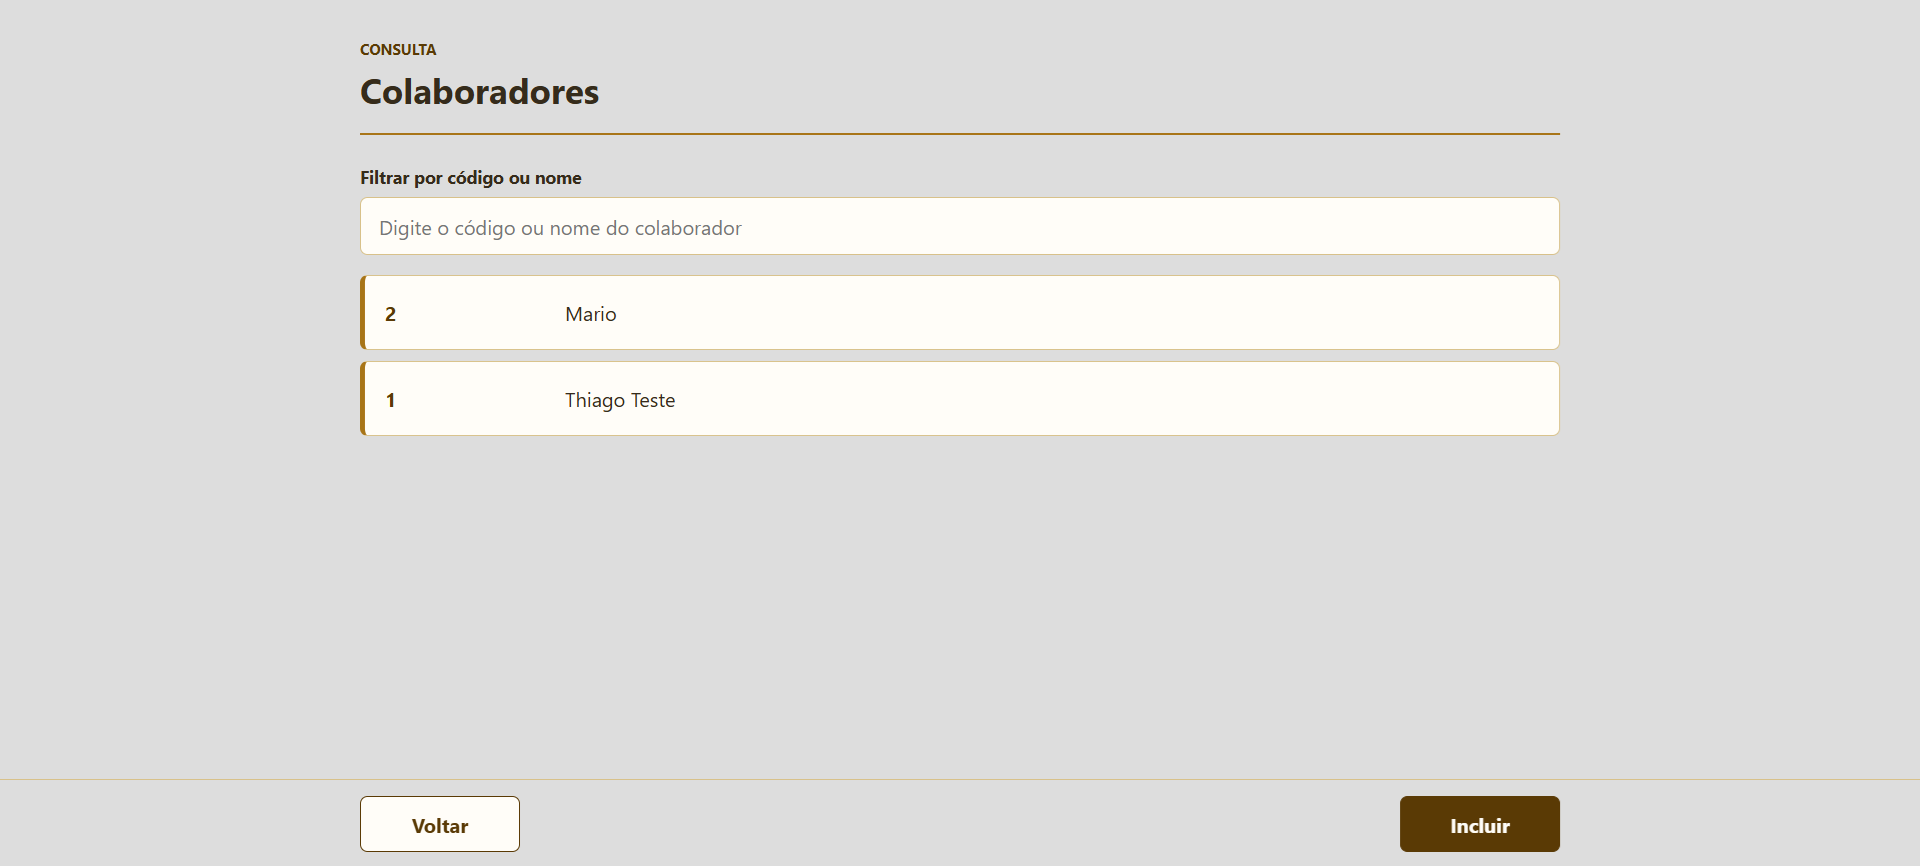 CONSULTA
Colaboradores
Filtrar por código ou nome
Digite o código ou nome do colaborador
2 Mario
1 Thiago Teste
Voltar Incluir